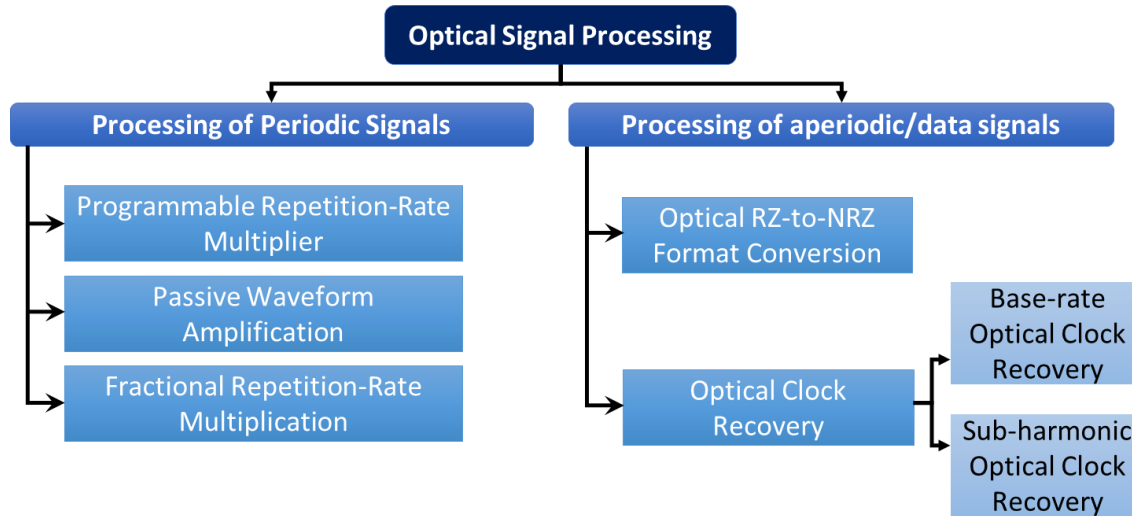 Optical Signal Processing
Processing of Periodic Signals
Programmable Repetition-Rate
Multiplier
Passive Waveform
Amplification
Fractional Repetition-Rate
Multiplication
Processing of aperiodic/data signals
Optical RZ-to-NRZ
Format Conversion
Optical Clock
Recovery
Base-rate
Optical Clock
Recovery
Sub-harmonic
Optical Clock
Recovery